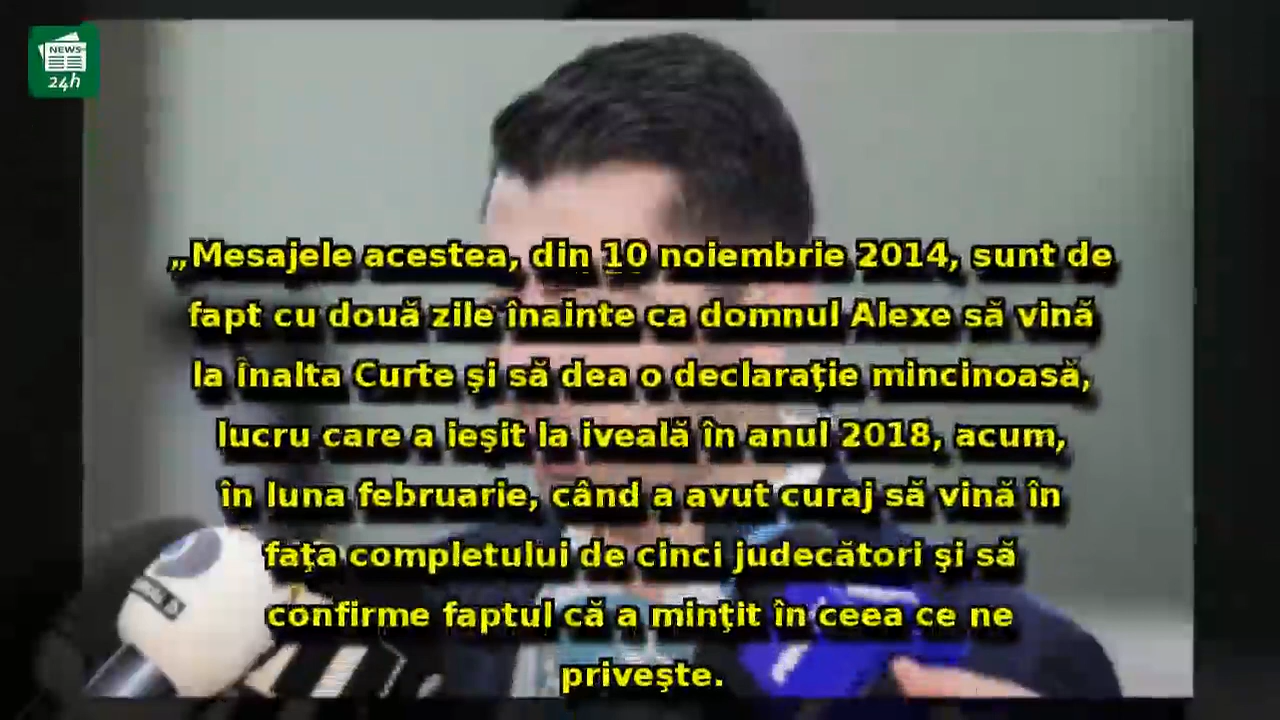 NEWS
24h
„Mesajele acestea, din 10 noiembrie 2014, sunt de
fapt cu două zile înainte ca domnul Alexe să vină
la Înalta Curte şi să dea o declaraţie mincinoasă,
lucru care a ieşit la iveală în anul 2018, acum,
în luna februarie, când a avut curaj să vină în
faţa completului de cinci judecători şi să
confirme faptul că a minţit în ceea ce ne
priveşte.